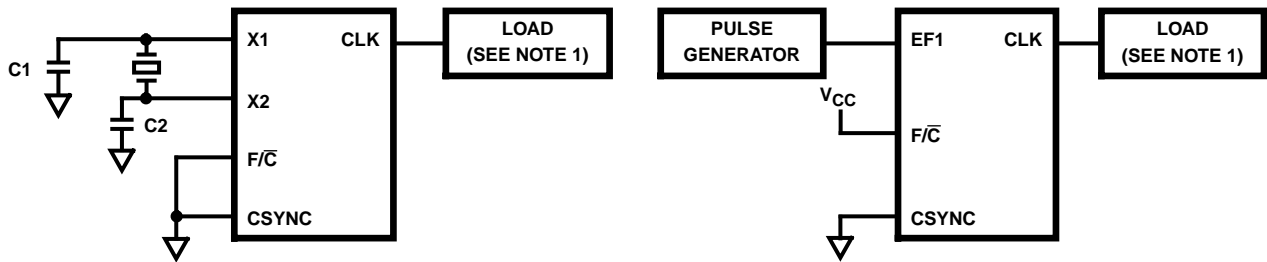 X1
CLK
LOAD
(SEE NOTE 1)
C1
X2
C2
F/C̅
CSYNC
PULSE
GENERATOR
EF1
CLK
LOAD
(SEE NOTE 1)
VCC
F/C̅
CSYNC